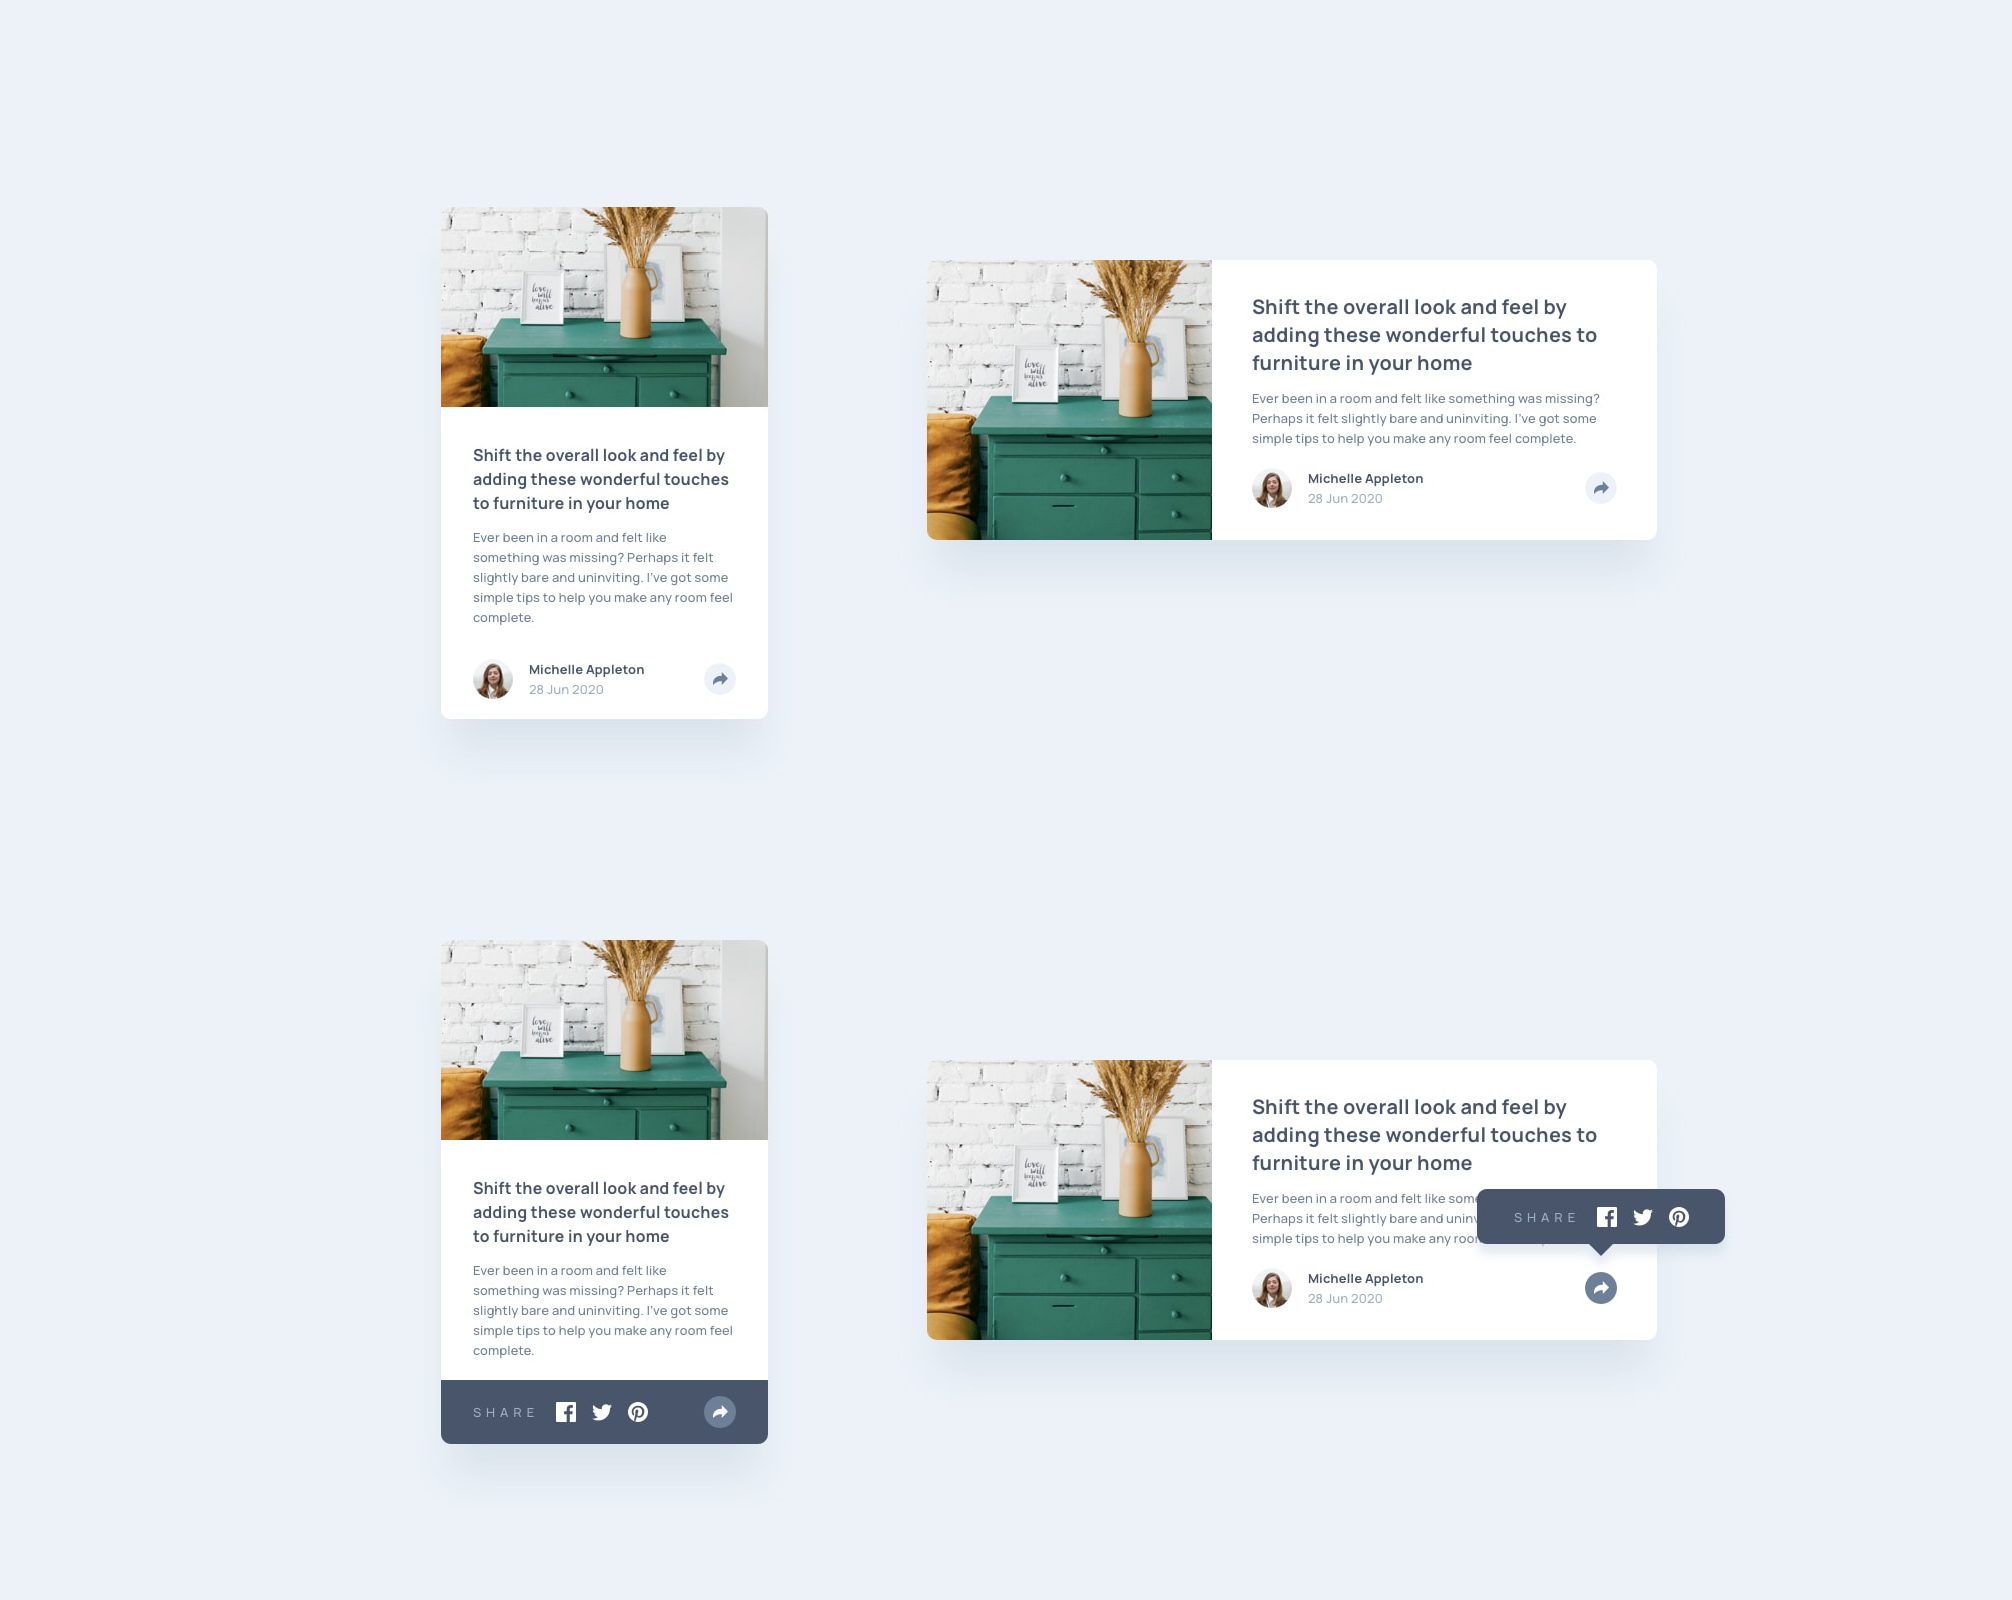 love
will
keep us
alive
Shift the overall look and feel by
adding these wonderful touches
to furniture in your home
Ever been in a room and felt like
something was missing? Perhaps it felt
slightly bare and uninviting. I've got some
simple tips to help you make any room feel
complete.
Michelle Appleton
28 Jun 2020
love
will
keep us
alive
Shift the overall look and feel by
adding these wonderful touches to
furniture in your home
Ever been in a room and felt like something was missing?
Perhaps it felt slightly bare and uninviting. I've got some
simple tips to help you make any room feel complete.
Michelle Appleton
28 Jun 2020
love
will
keep us
alive
Shift the overall look and feel by
adding these wonderful touches
to furniture in your home
Ever been in a room and felt like
something was missing? Perhaps it felt
slightly bare and uninviting. I've got some
simple tips to help you make any room feel
complete.
SHARE
love
will
keep us
alive
Shift the overall look and feel by
adding these wonderful touches to
furniture in your home
Ever been in a room and felt like
Perhaps it felt slightly bare and
simple tips to help you make any
SHARE
Michelle Appleton
28 Jun 2020